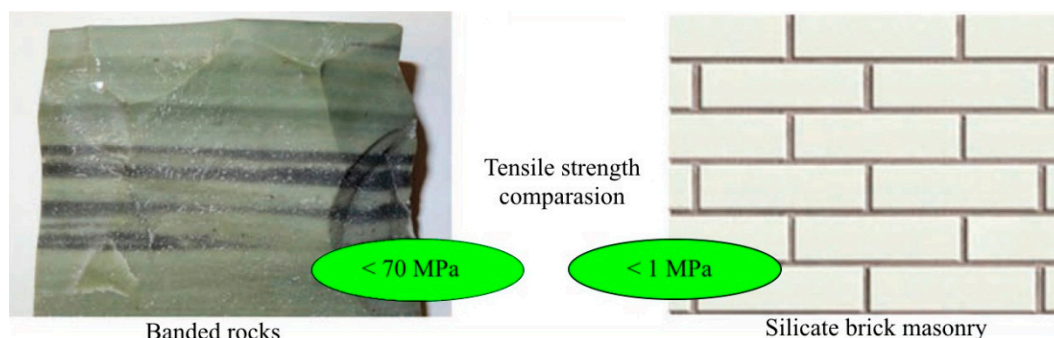 Tensile strength
comparasion
< 70 MPa
< 1 MPa
Banded rocks
Silicate brick masonry